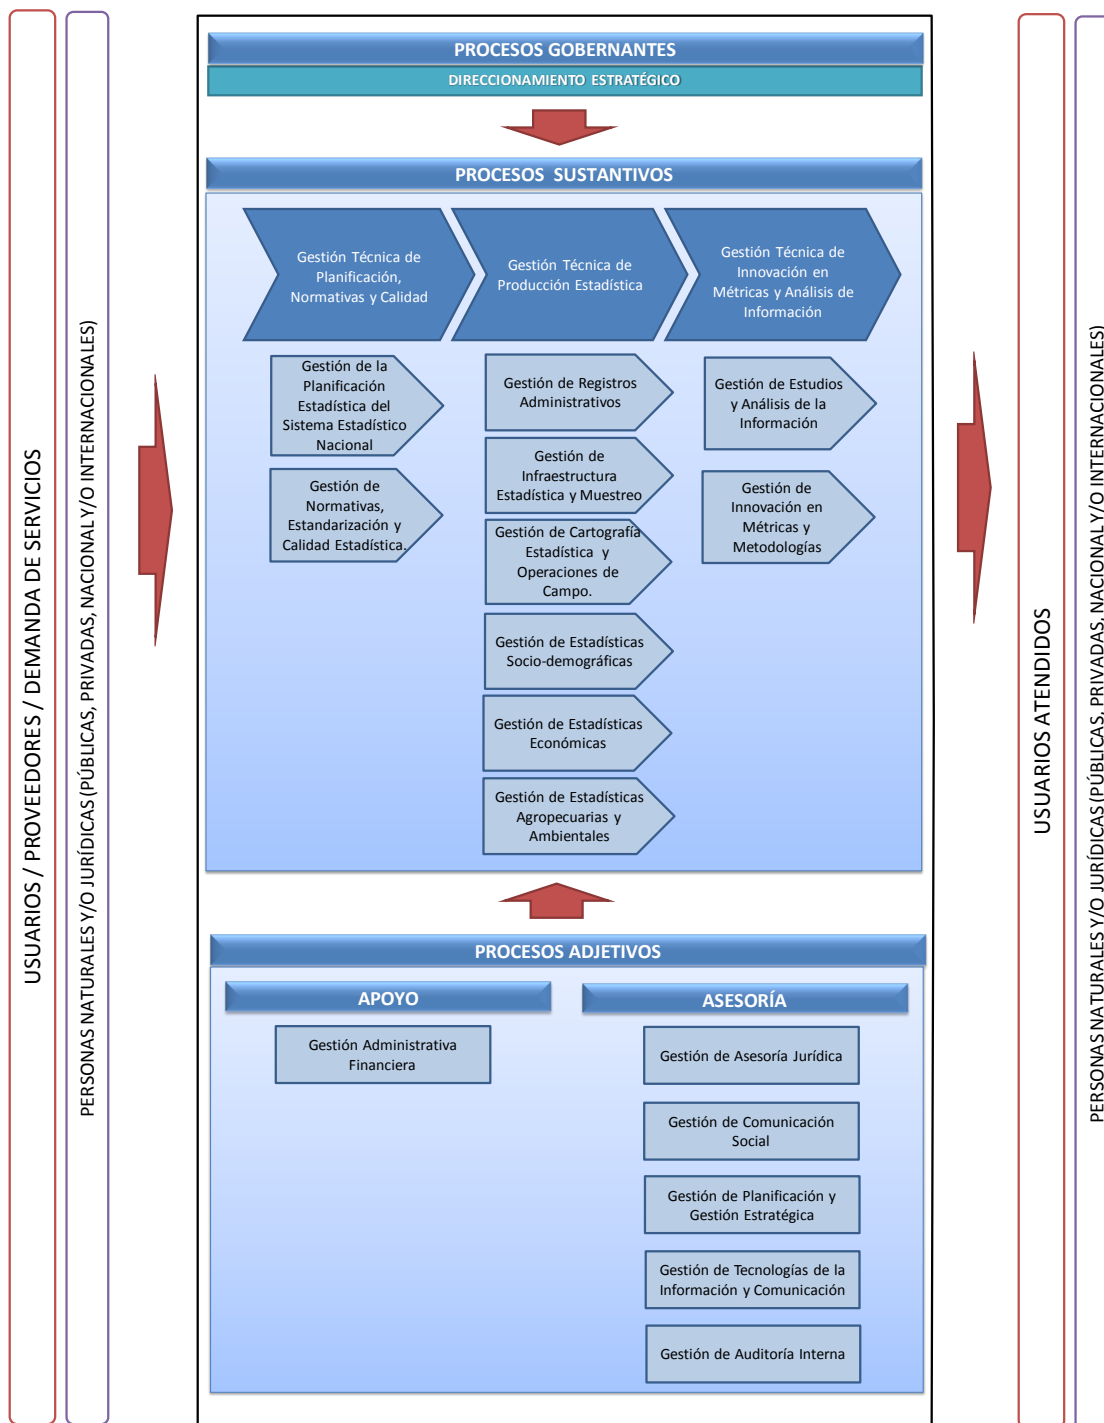 USUARIOS / PROVEEDORES / DEMANDA DE SERVICIOS
PERSONAS NATURALES Y/O JURÍDICAS (PÚBLICAS, PRIVADAS, NACIONAL Y/O INTERNACIONALES)
PROCESOS GOBERNANTES
DIRECCIONAMIENTO ESTRATÉGICO
PROCESOS SUSTANTIVOS
Gestión Técnica de
Planificación,
Normativas y Calidad
Gestión Técnica de
Producción Estadística
Gestión Técnica de
Innovación en
Métricas y Análisis de
Información
Gestión de la
Planificación
Estadística del
Sistema Estadístico
Nacional
Gestión de
Normativas,
Estandarización y
Calidad Estadística.
Gestión de Registros
Administrativos
Gestión de
Infraestructura
Estadística y Muestreo
Gestión de Cartografía
Estadística y
Operaciones de
Campo.
Gestión de Estadísticas
Socio-demográficas
Gestión de Estadísticas
Económicas
Gestión de Estadísticas
Agropecuarias y
Ambientales
Gestión de Estudios
y Análisis de la
Información
Gestión de
Innovación en
Métricas y
Metodologías
PROCESOS ADJETIVOS
APOYO
Gestión Administrativa
Financiera
ASESORÍA
Gestión de Asesoría Jurídica
Gestión de Comunicación
Social
Gestión de Planificación y
Gestión Estratégica
Gestión de Tecnologías de la
Información y Comunicación
Gestión de Auditoría Interna
USUARIOS ATENDIDOS
PERSONAS NATURALES Y/O JURÍDICAS (PÚBLICAS, PRIVADAS, NACIONAL Y/O INTERNACIONALES)